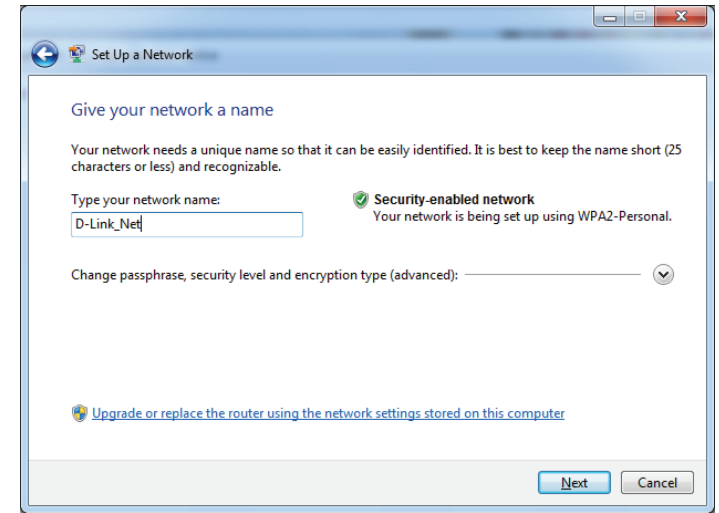 Set Up a Network
Give your network a name
Your network needs a unique name so that it can be easily identified. It is best to keep the name short (25
characters or less) and recognizable.
Type your network name:
D-Link_Net
Security-enabled network
Your network is being set up using WPA2-Personal.
Change passphrase, security level and encryption type (advanced):
Upgrade or replace the router using the network settings stored on this computer
Next
Cancel